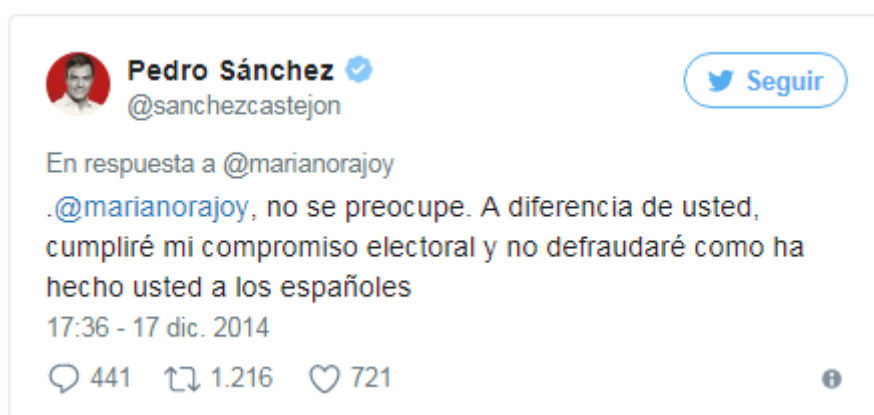 Pedro Sánchez
@sanchezcastejon
Seguir
En respuesta a @marianorajoy
.@marianorajoy, no se preocupe. A diferencia de usted,
cumpliré mi compromiso electoral y no defraudaré como ha
hecho usted a los españoles
17:36 - 17 dic. 2014
441 1.216 721